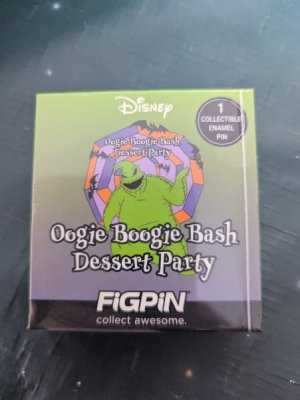 Disney
1
COLLECTIBLE
ENAMEL
PIN
Oogie Boogie Bash
Dessert Party
Oogie Boogie Bash
Dessert Party
FiGPiN
collect awesome.